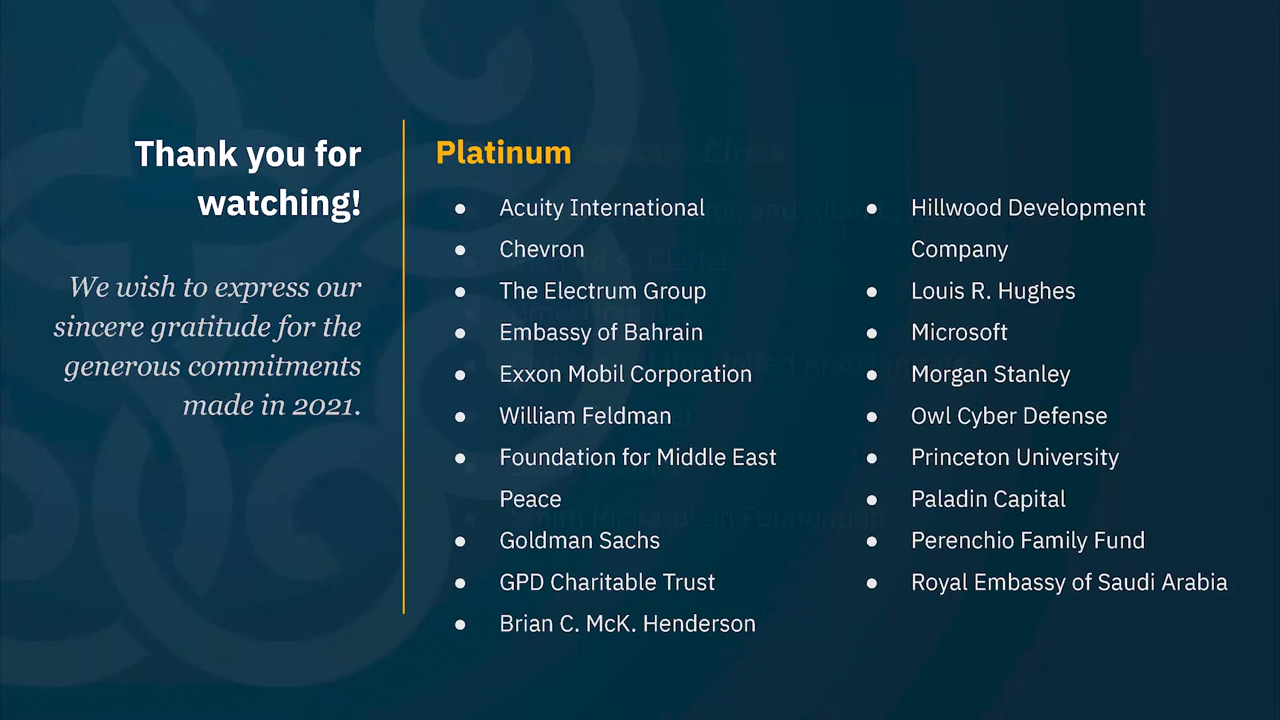 Thank you for
watching!
We wish to express our
sincere gratitude for the
generous commitments
made in 2021.
Platinum
● Acuity International
● Chevron
● The Electrum Group
● Embassy of Bahrain
● Exxon Mobil Corporation
● William Feldman
● Foundation for Middle East
Peace
● Goldman Sachs
● GPD Charitable Trust
● Brian C. McK. Henderson
● Hillwood Development
Company
● Louis R. Hughes
● Microsoft
● Morgan Stanley
● Owl Cyber Defense
● Princeton University
● Paladin Capital
● Perenchio Family Fund
● Royal Embassy of Saudi Arabia